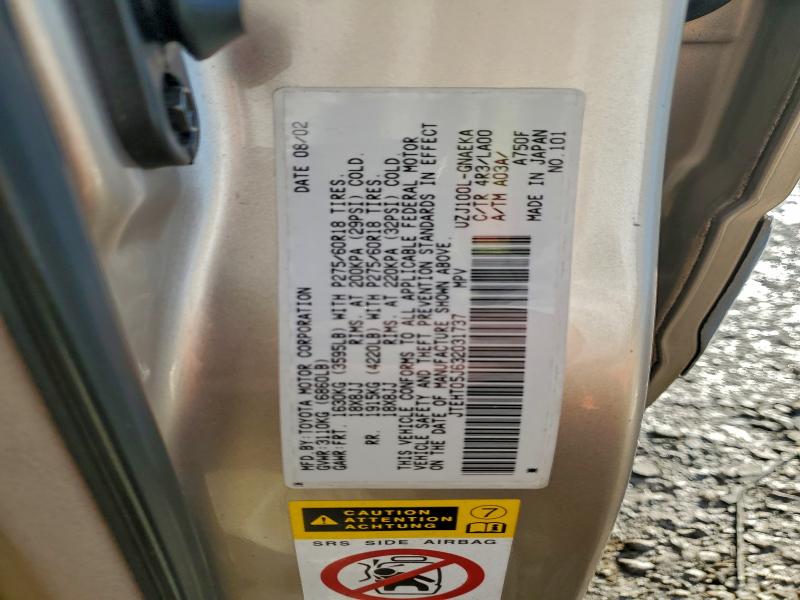 MFD.BY:TOYOTA MOTOR CORPORATION DATE 08/02
GVWR 3110KG (6860LB)
GAWR FRT. 1630KG (3595LB) WITH P275/60R18 TIRES.
18X8JJ RIMS. AT 200KPA (29PSI) COLD.
RR. 1915KG (4220LB) WITH P275/60R18 TIRES.
18X8JJ RIMS. AT 220KPA (32PSI) COLD.
THIS VEHICLE CONFORMS TO ALL APPLICABLE FEDERAL MOTOR
VEHICLE SAFETY AND THEFT PREVENTION STANDARDS IN EFFECT
ON THE DATE OF MANUFACTURE SHOWN ABOVE.
JTEHT05J632031737 MPV
UZJ100L-GNAEKA
C/TR 4R3/LA00
A/TM A03A/
A750F
MADE IN JAPAN
NO.101
CAUTION
ATTENTION
ACHTUNG
7
SRS SIDE AIRBAG